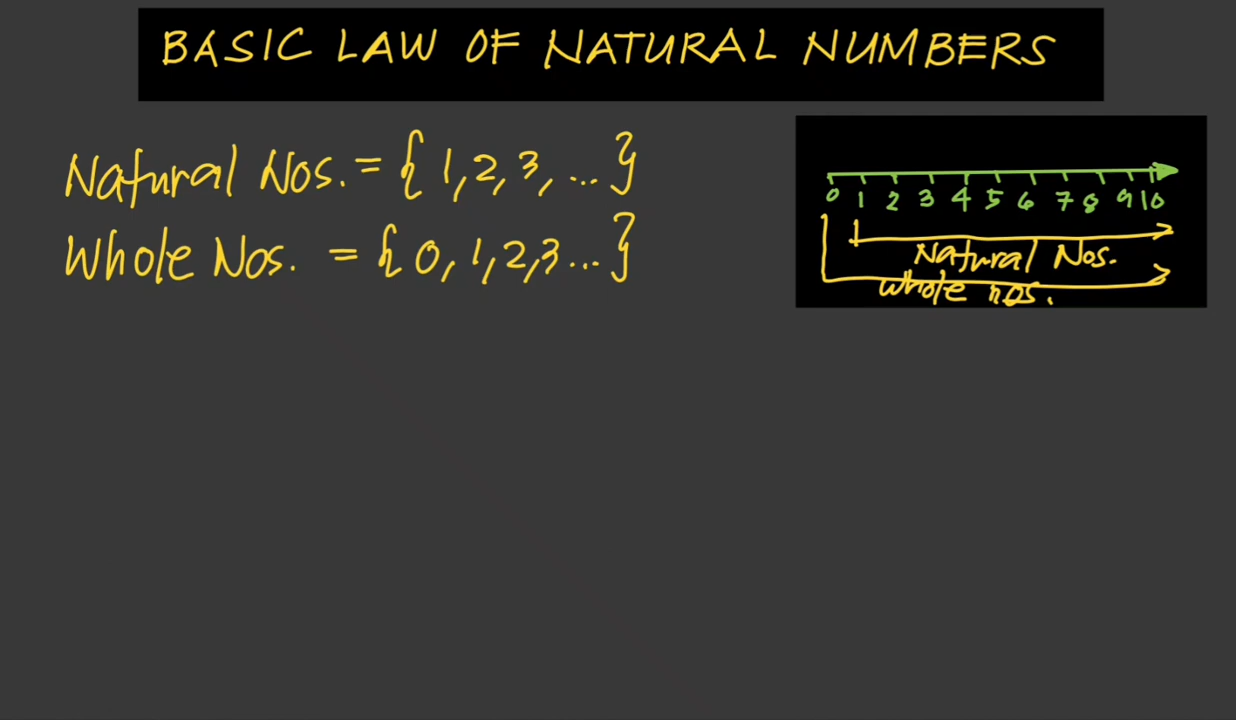 BASIC LAW OF NATURAL NUMBERS
Natural Nos. = { 1, 2, 3, ... }
Whole Nos. = { 0, 1, 2, 3 ... }
0 1 2 3 4 5 6 7 8 9 10
Natural Nos.
whole nos.